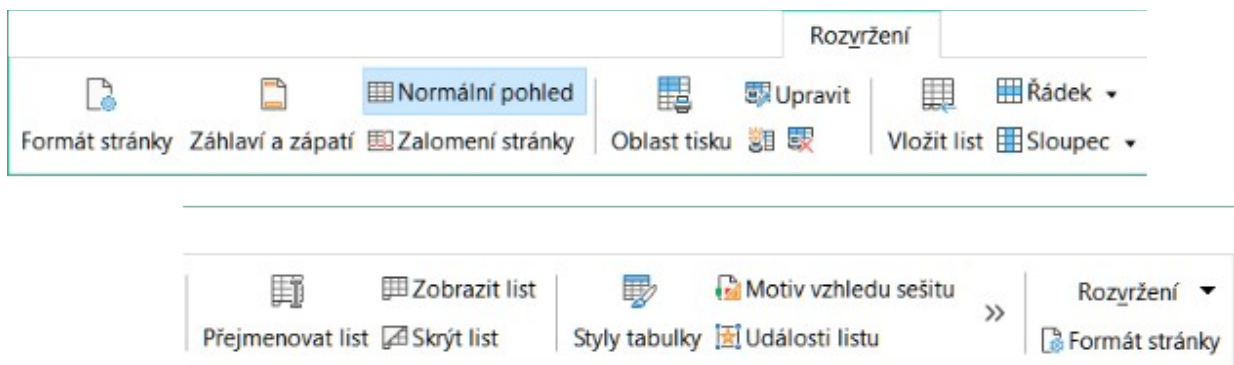 Rozvržení
Normální pohled Upravit Řádek
Formát stránky Záhlaví a zápatí Zalomení stránky Oblast tisku Vložit list Sloupec
Zobrazit list Motiv vzhledu sešitu Rozvržení
Přejmenovat list Skrýt list Styly tabulky Události listu Formát stránky